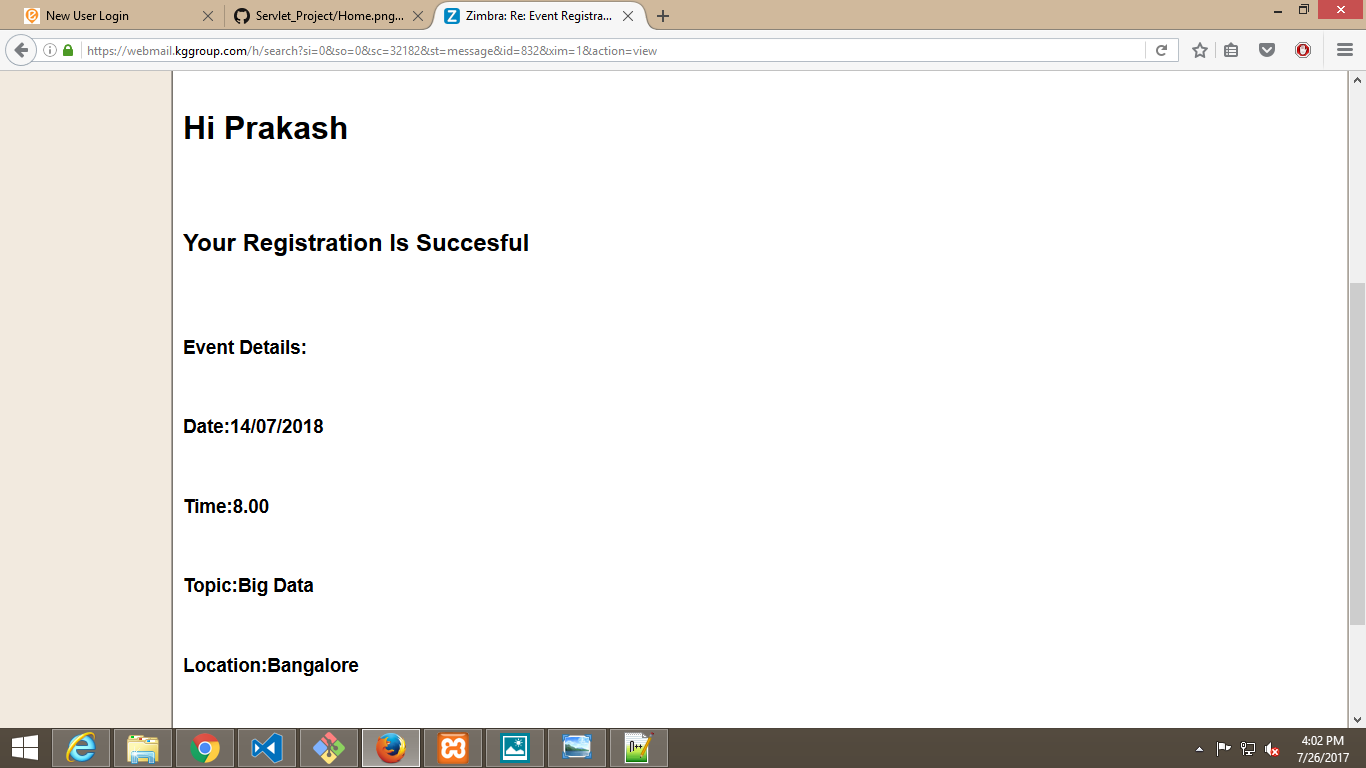 New User Login
Servlet_Project/Home.png...
Zimbra: Re: Event Registra...
https://webmail.kggroup.com/h/search?si=0&so=0&sc=32182&st=message&id=832&xim=1&action=view
Hi Prakash
Your Registration Is Succesful
Event Details:
Date:14/07/2018
Time:8.00
Topic:Big Data
Location:Bangalore
4:02 PM
7/26/2017